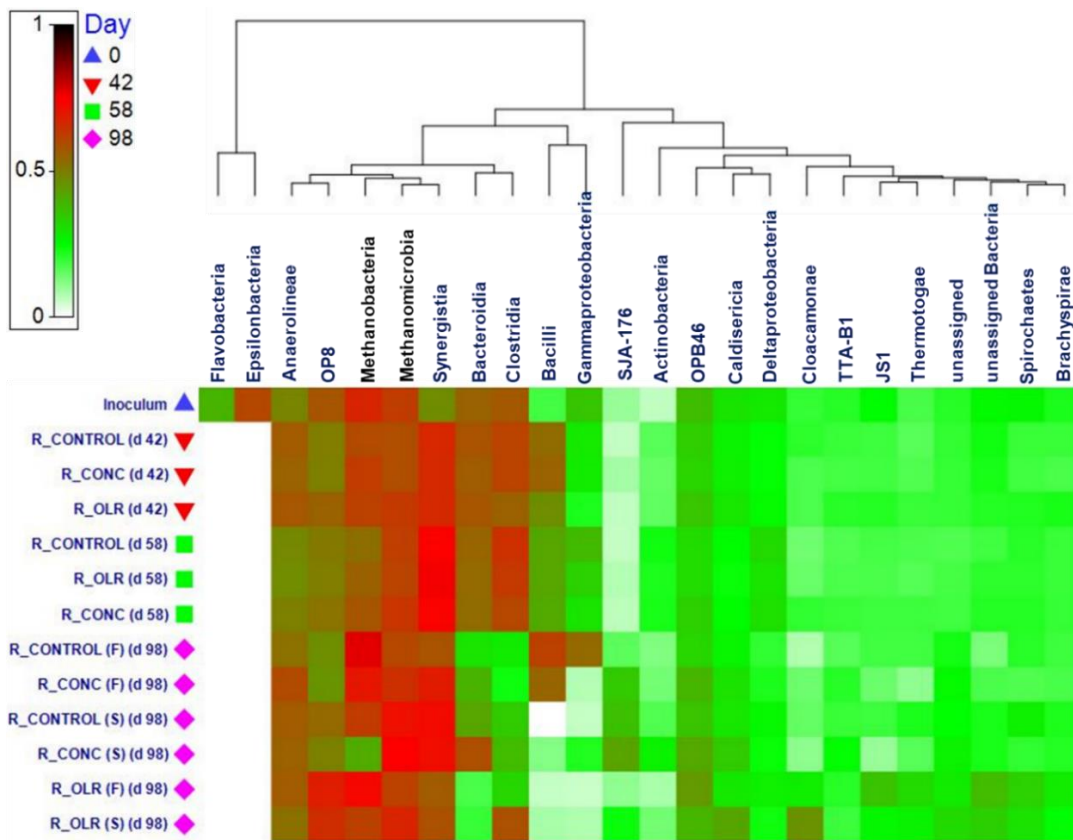 Day
1
0.5
0
0
42
58
98
Flavobacteria
Epsilonbacteria
Anaerolineae
OP8
Methanobacteria
Methanomicrobia
Synergistia
Bacteroidia
Clostridia
Bacilli
Gammaproteobacteria
SJA-176
Actinobacteria
OPB46
Caldisericia
Deltaproteobacteria
Cloacamonae
TTA-B1
JS1
Thermotogae
unassigned
unassigned Bacteria
Spirochaetes
Brachyspirae
Inoculum
R_CONTROL (d 42)
R_CONC (d 42)
R_OLR (d 42)
R_CONTROL (d 58)
R_OLR (d 58)
R_CONC (d 58)
R_CONTROL (F) (d 98)
R_CONC (F) (d 98)
R_CONTROL (S) (d 98)
R_CONC (S) (d 98)
R_OLR (F) (d 98)
R_OLR (S) (d 98)